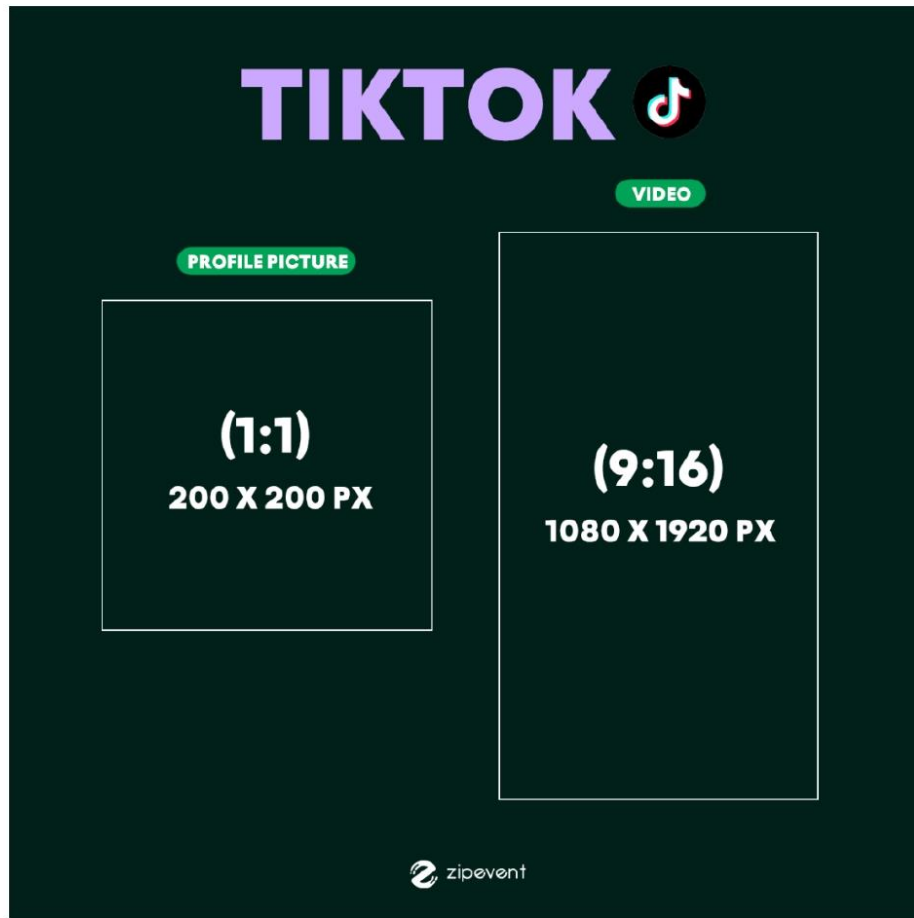 TIKTOK
PROFILE PICTURE
(1:1)
200 X 200 PX
VIDEO
(9:16)
1080 X 1920 PX
zipevent